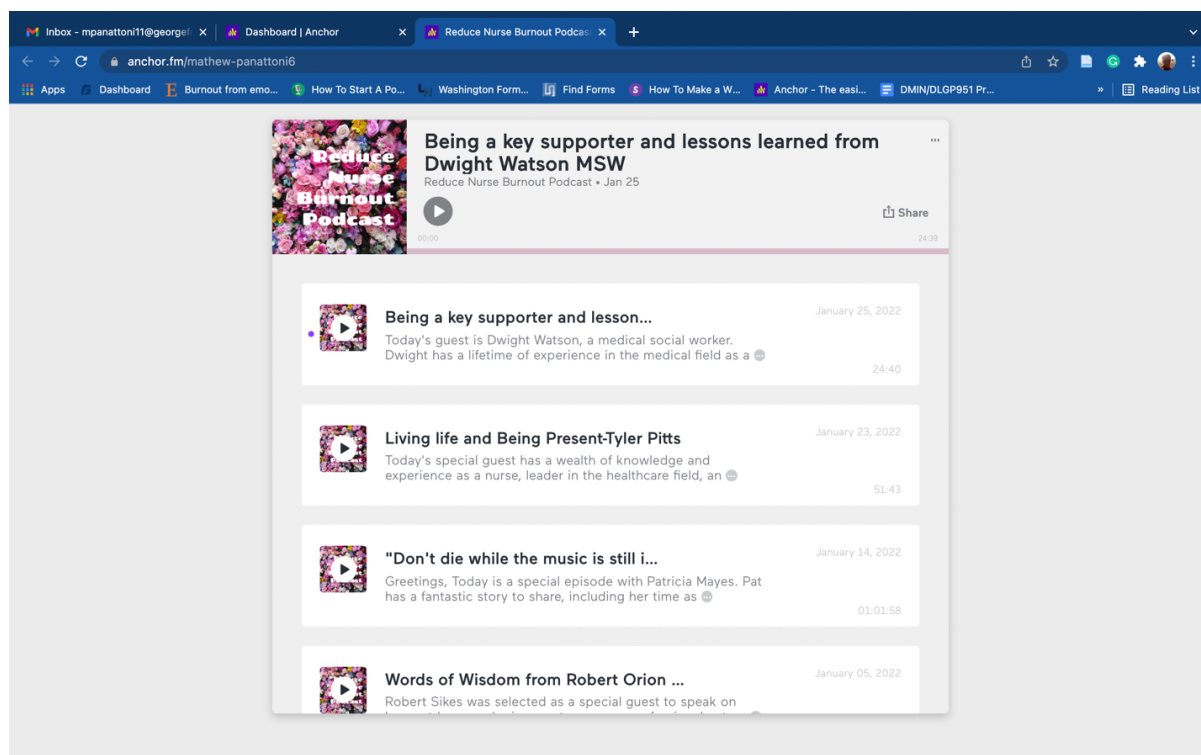 Inbox - mpanattoni11@georgef
Dashboard | Anchor
Reduce Nurse Burnout Podcas
anchor.fm/mathew-panattoni6
Apps
Dashboard
Burnout from emo...
How To Start A Po...
Washington Form...
Find Forms
How To Make a W...
Anchor - The easi...
DMIN/DLGP951 Pr...
»
Reading List
Reduce
Nurse
Burnout
Podcast
Being a key supporter and lessons learned from
Dwight Watson MSW
Reduce Nurse Burnout Podcast • Jan 25
Share
00:00
24:39
Being a key supporter and lesson...
January 25, 2022
Today's guest is Dwight Watson, a medical social worker.
Dwight has a lifetime of experience in the medical field as a
24:40
Living life and Being Present-Tyler Pitts
January 23, 2022
Today's special guest has a wealth of knowledge and
experience as a nurse, leader in the healthcare field, an
51:43
"Don't die while the music is still i...
January 14, 2022
Greetings, Today is a special episode with Patricia Mayes. Pat
has a fantastic story to share, including her time as
01:01:58
Words of Wisdom from Robert Orion ...
January 05, 2022
Robert Sikes was selected as a special guest to speak on